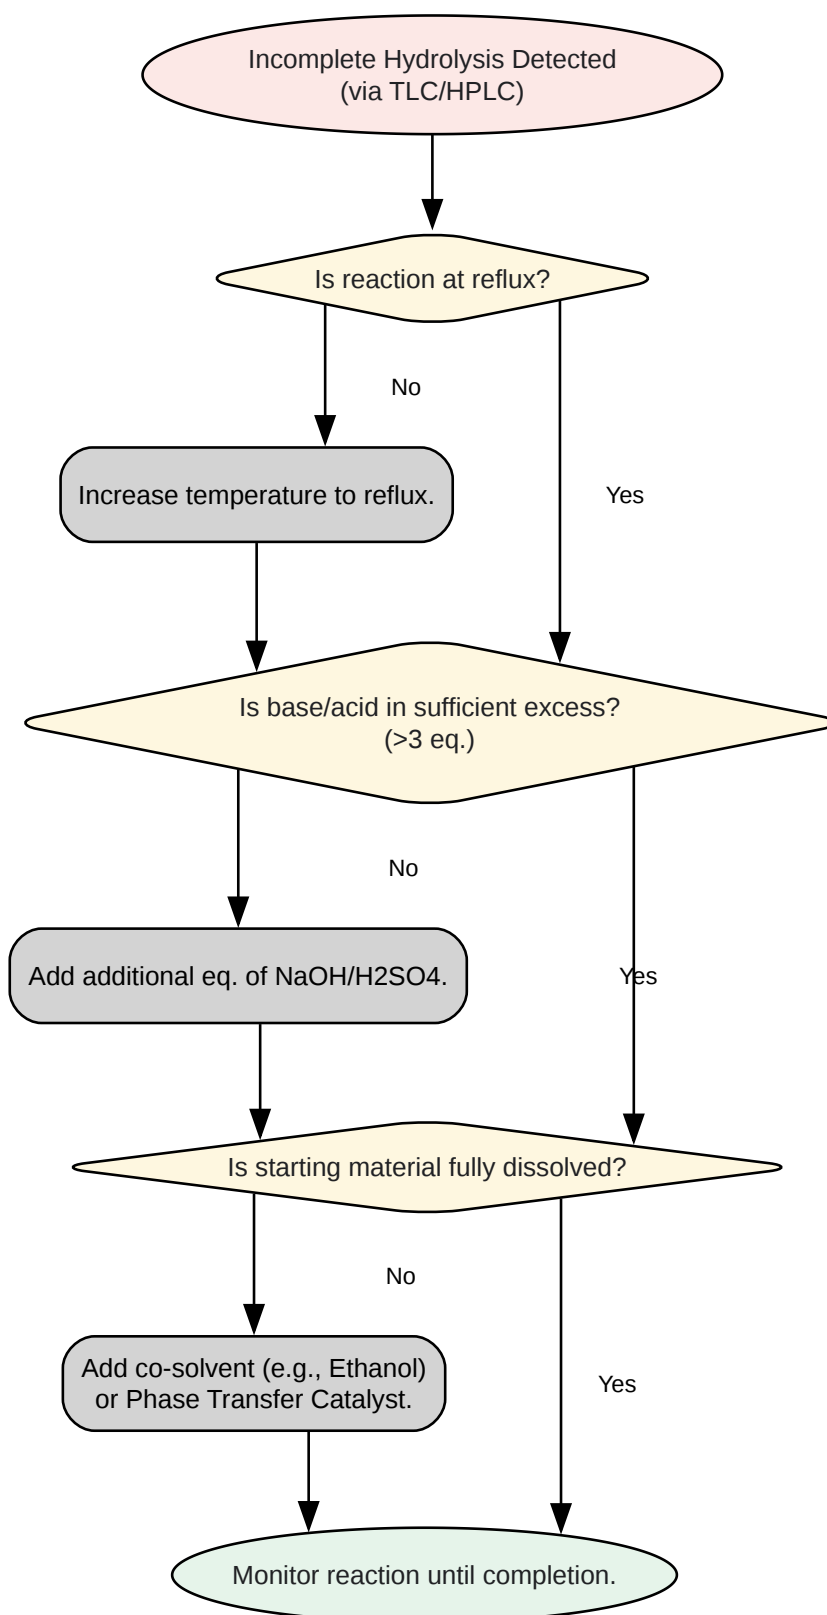 Incomplete Hydrolysis Detected
(via TLC/HPLC)
Is reaction at reflux?
No
Increase temperature to reflux.
Yes
Is base/acid in sufficient excess?
(>3 eq.)
No
Add additional eq. of NaOH/H2SO4.
Yes
Is starting material fully dissolved?
No
Add co-solvent (e.g., Ethanol)
or Phase Transfer Catalyst.
Yes
Monitor reaction until completion.